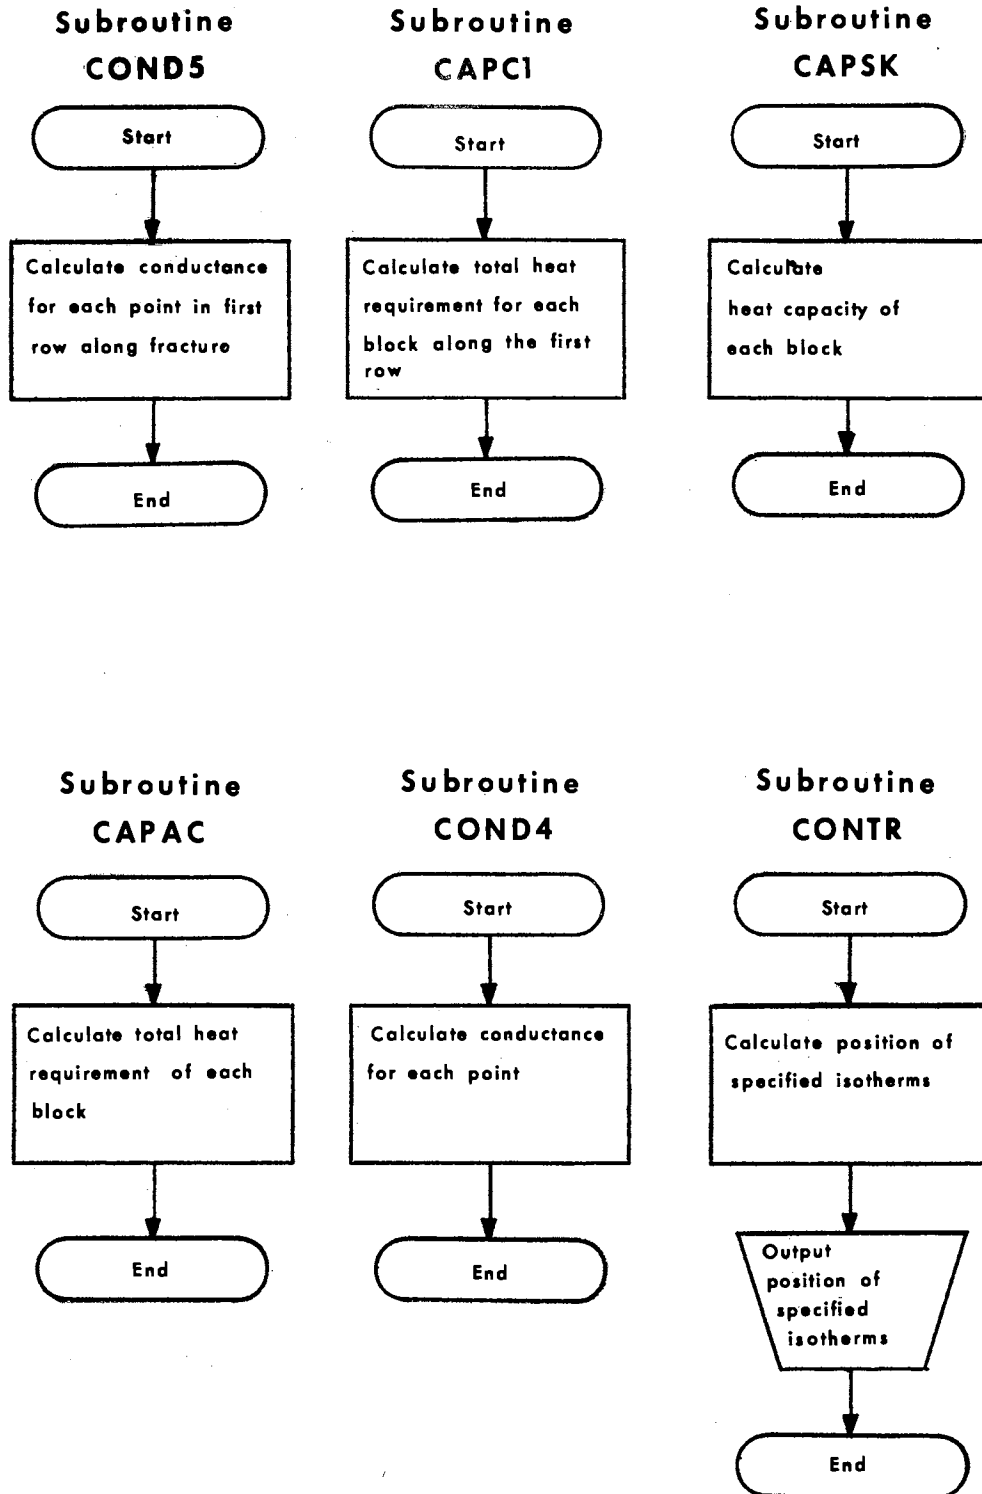 Subroutine
COND5
Start
Calculate conductance
for each point in first
row along fracture
End
Subroutine
CAPC1
Start
Calculate total heat
requirement for each
block along the first
row
End
Subroutine
CAPSK
Start
Calculate
heat capacity of
each block
End
Subroutine
CAPAC
Start
Calculate total heat
requirement of each
block
End
Subroutine
COND4
Start
Calculate conductance
for each point
End
Subroutine
CONTR
Start
Calculate position of
specified isotherms
Output
position of
specified
isotherms
End